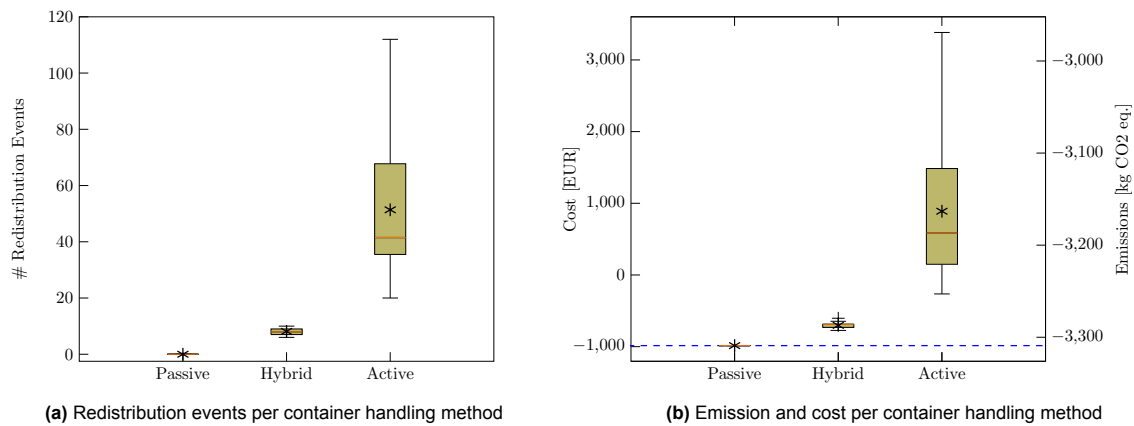 120
100
80
60
40
20
0
# Redistribution Events
Passive Hybrid Active
(a) Redistribution events per container handling method
3,000
2,000
1,000
0
−1,000
Cost [EUR]
−3,000
−3,100
−3,200
−3,300
Emissions [kg CO2 eq.]
Passive Hybrid Active
(b) Emission and cost per container handling method